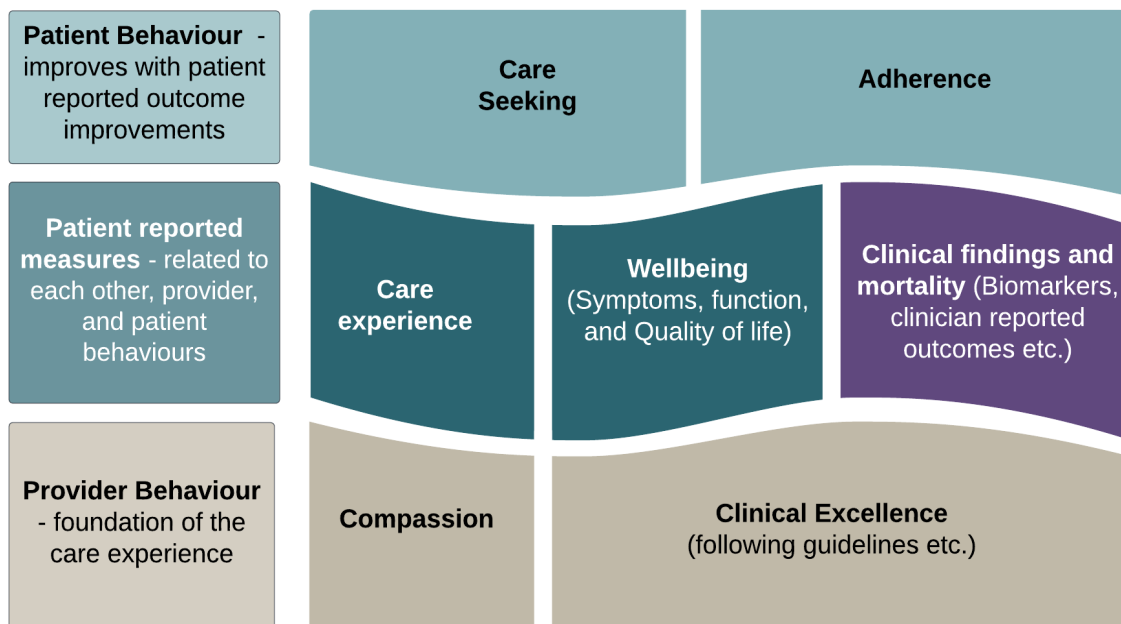 Patient Behaviour -
improves with patient
reported outcome
improvements
Care
Seeking
Adherence
Patient reported
measures - related to
each other, provider,
and patient
behaviours
Care
experience
Wellbeing
(Symptoms, function,
and Quality of life)
Clinical findings and
mortality (Biomarkers,
clinician reported
outcomes etc.)
Provider Behaviour
- foundation of the
care experience
Compassion
Clinical Excellence
(following guidelines etc.)